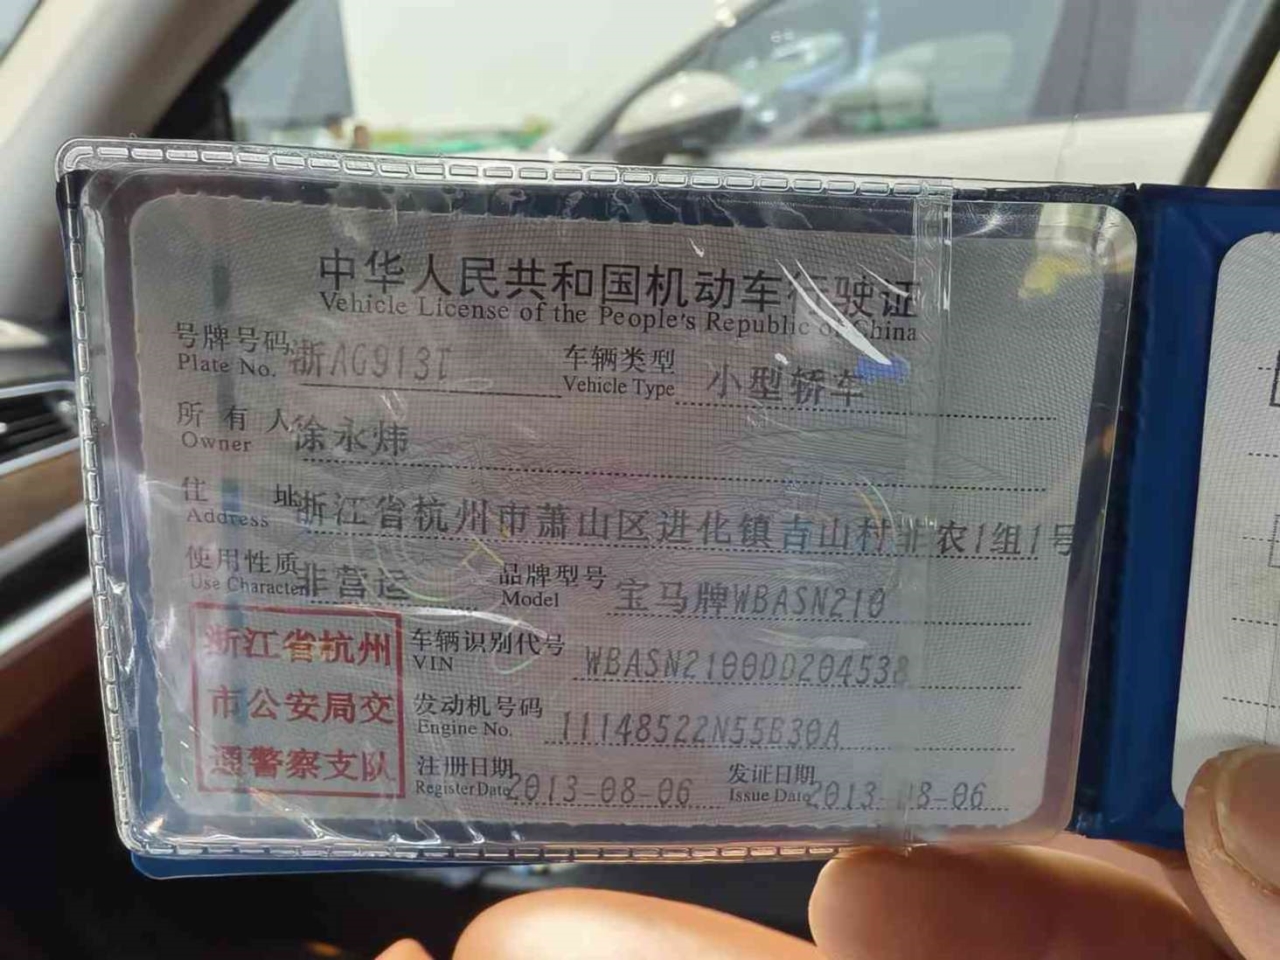 中华人民共和国机动车行驶证
Vehicle License of the People's Republic of China
号牌号码 浙AG913T 车辆类型 小型轿车
Plate No. Vehicle Type
所有人 徐永炜
Owner
住址 浙江省杭州市萧山区进化镇吉山村非农1组1号
Address
使用性质 非营运 品牌型号 宝马牌WBASN210
Use Character Model
浙江省杭州
市公安局交
通警察支队
车辆识别代号 WBASN2100DD204538
VIN
发动机号码 11148522N55B30A
Engine No.
注册日期 2013-08-06 发证日期 2013-08-06
Register Date Issue Date